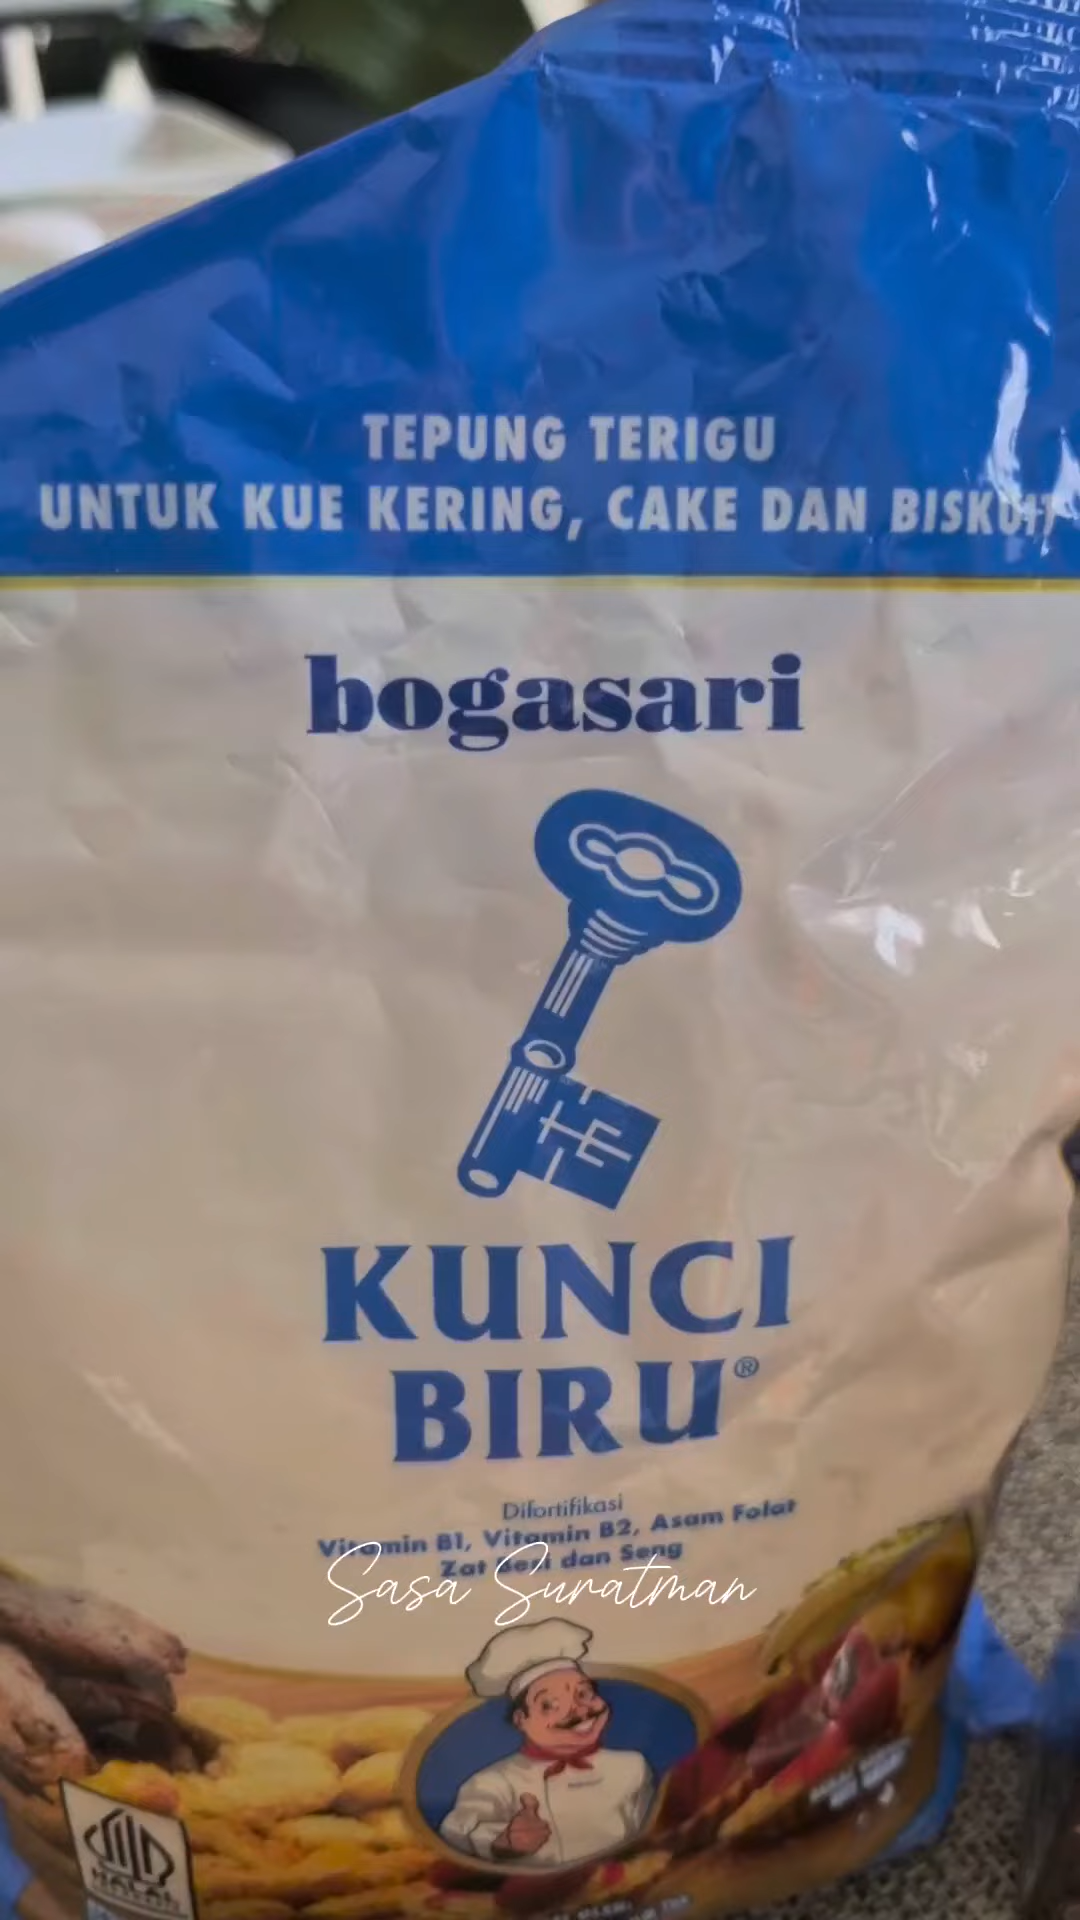 TEPUNG TERIGU
UNTUK KUE KERING, CAKE DAN BISKUIT
bogasari
KUNCI
BIRU®
Difortifikasi
Vitamin B1, Vitamin B2, Asam Folat
Zat Besi dan Seng
Sasa Suratman
HALAL